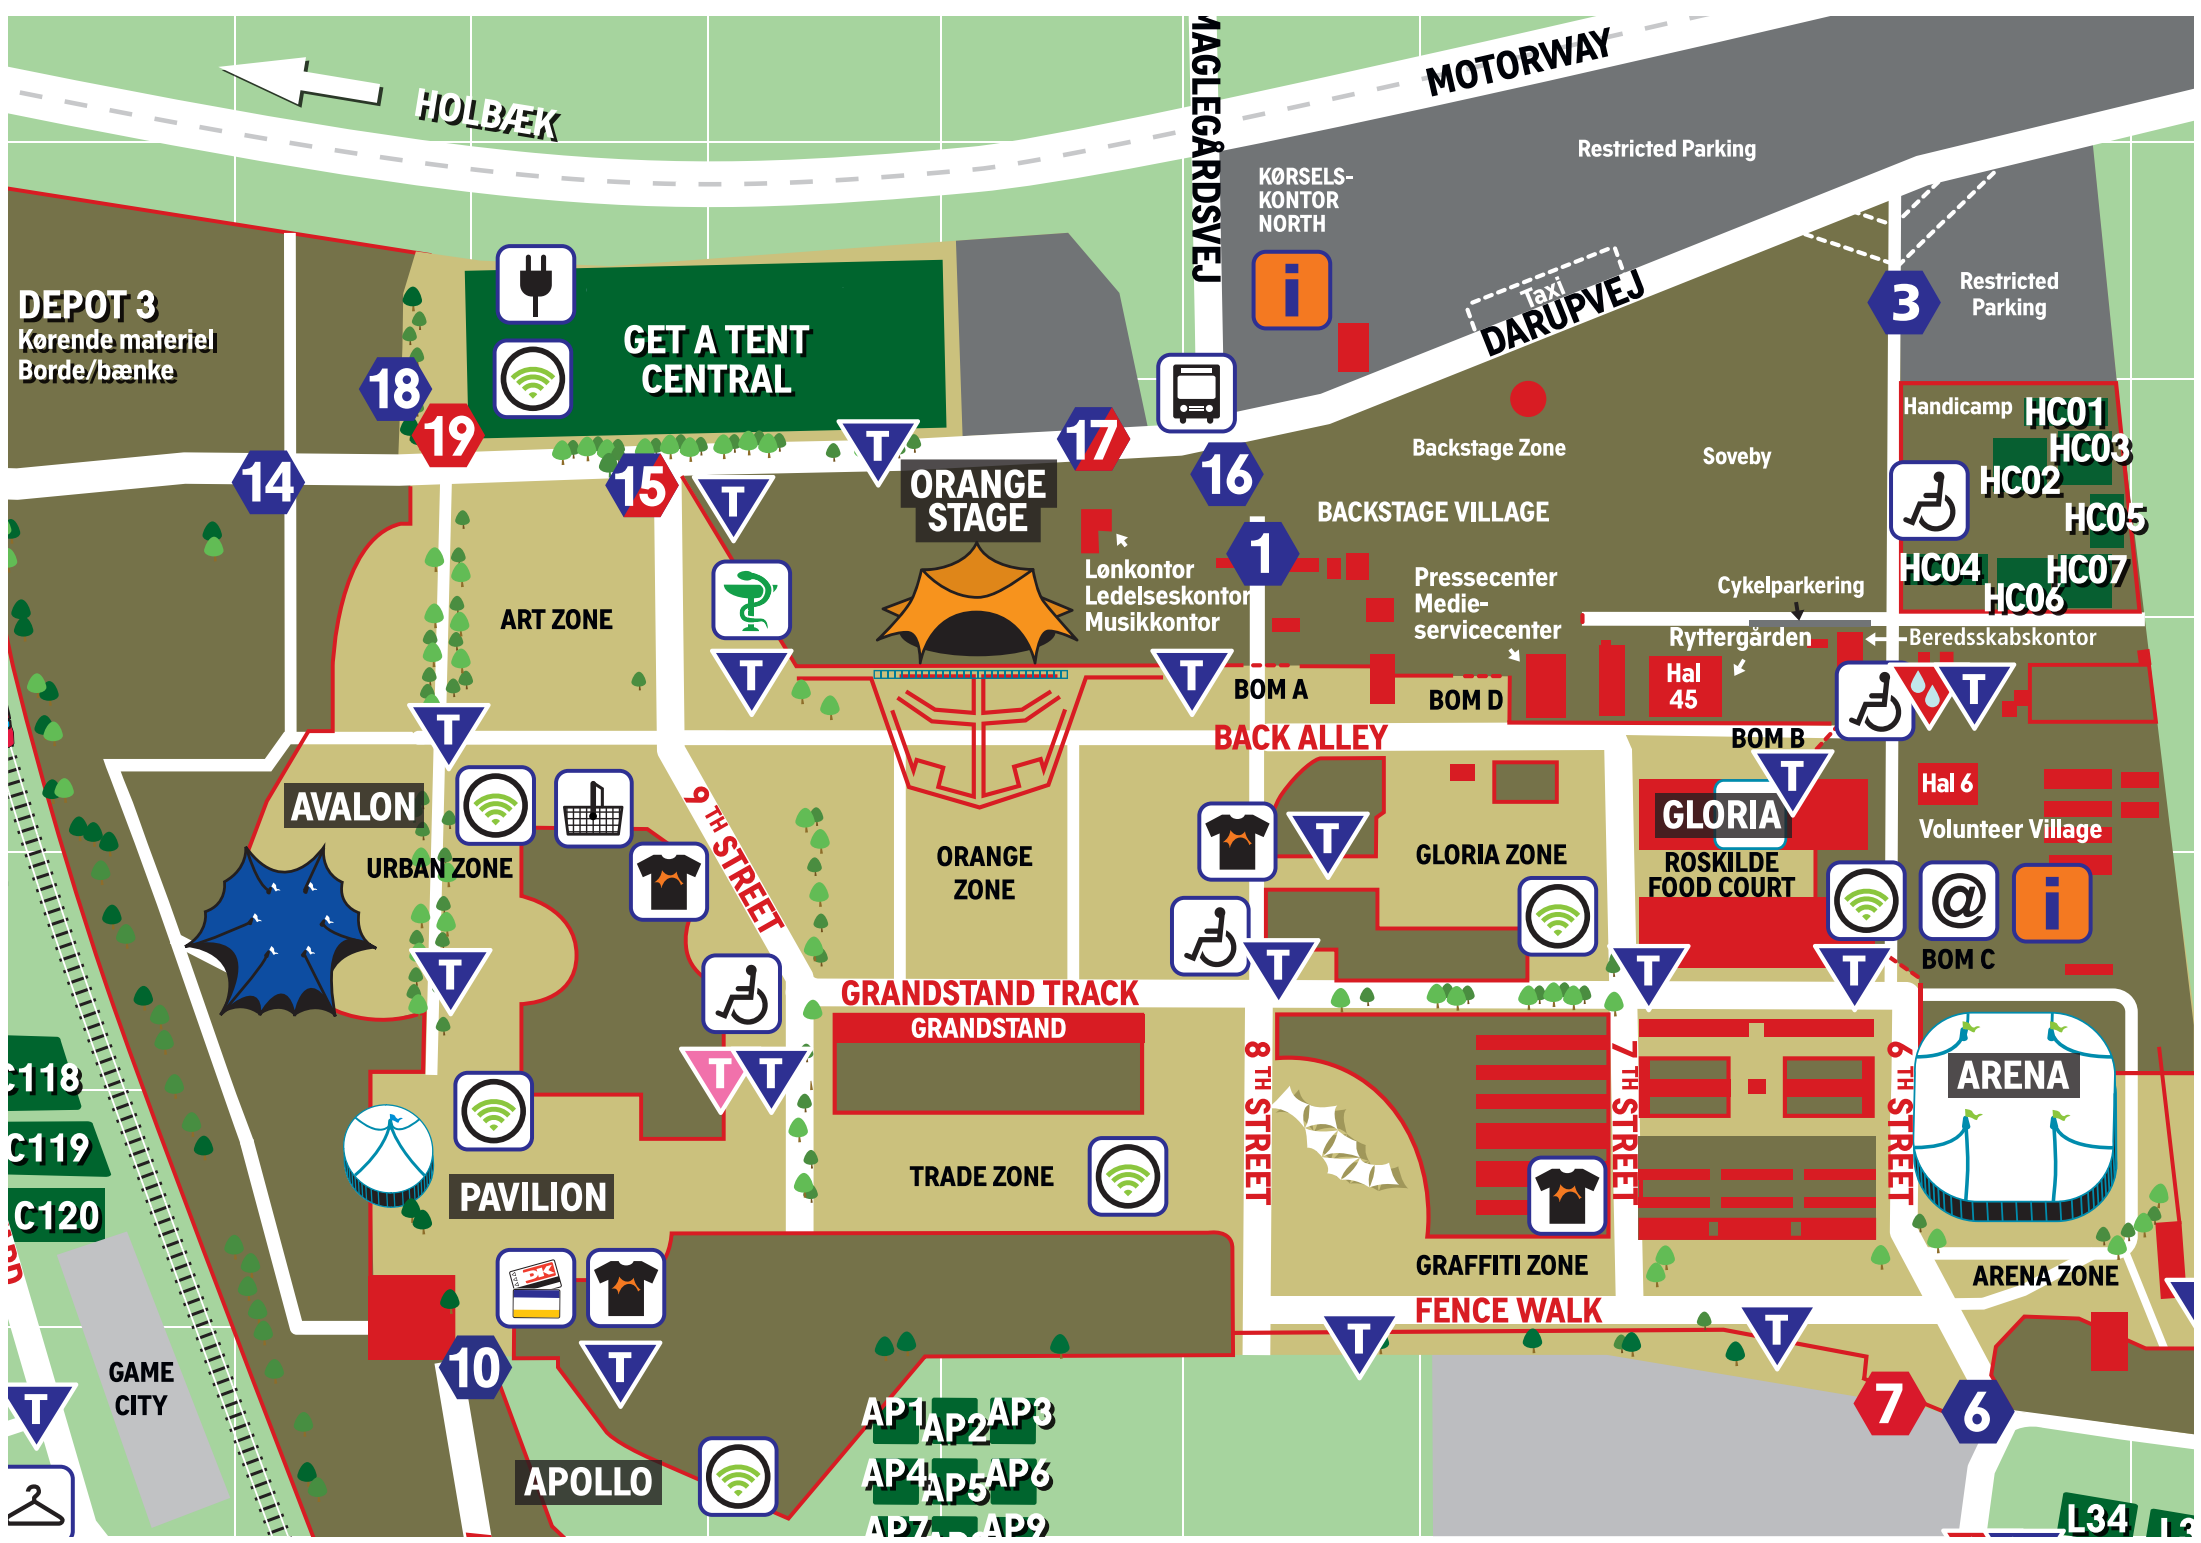 HOLBÆK
MAGLEGÅRDSVEJ
MOTORWAY
Restricted Parking
KØRSELS-
KONTOR
NORTH
i
Taxi
DARUPVEJ
3
Restricted
Parking
DEPOT 3
Kørende materiel
Borde/bænke
GET A TENT
CENTRAL
18
19
14
15
T
T
17
16
1
ORANGE
STAGE
Backstage Zone
Soveby
BACKSTAGE VILLAGE
Handicamp
HC01
HC03
HC02
HC05
HC04
HC07
HC06
Lønkontor
Ledelseskontor
Musikkontor
Pressecenter
Medie-
servicecenter
Cykelparkering
Ryttergården
Beredsskabskontor
Hal
45
ART ZONE
T
T
T
T
BOM A
BOM D
BACK ALLEY
BOM B
T
AVALON
URBAN ZONE
9TH STREET
ORANGE
ZONE
T
GLORIA ZONE
GLORIA
ROSKILDE
FOOD COURT
Hal 6
Volunteer Village
@
i
BOM C
T
T
T
T
GRANDSTAND TRACK
GRANDSTAND
8TH STREET
7TH STREET
6TH STREET
ARENA
T
T
C118
C119
C120
PAVILION
TRADE ZONE
GRAFFITI ZONE
ARENA ZONE
FENCE WALK
DK
T
T
T
10
7
6
GAME
CITY
T
APOLLO
AP1
AP2
AP3
AP4
AP5
AP6
AP7
AP9
L34